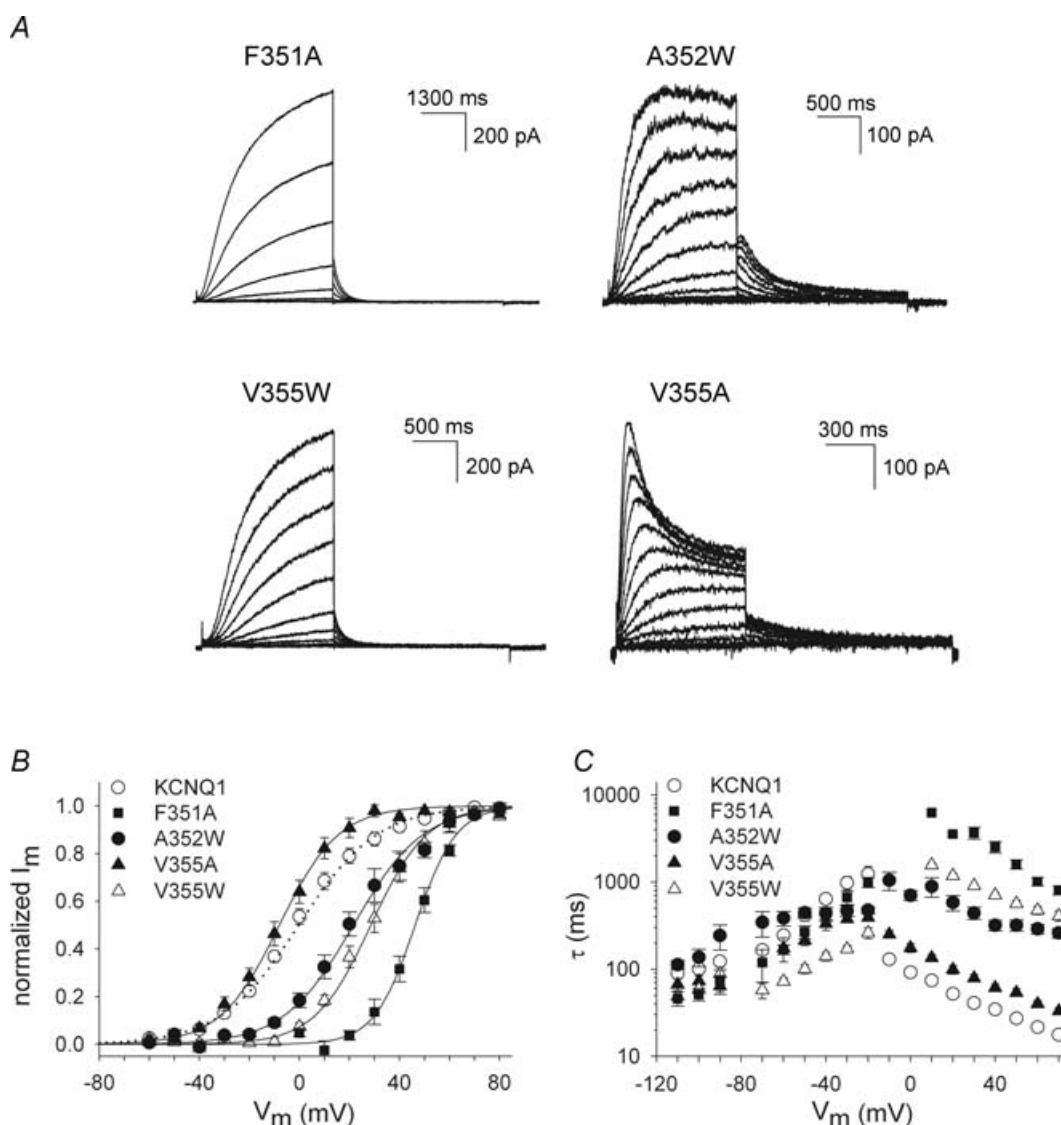 A
F351A
1300 ms
200 pA
A352W
500 ms
100 pA
V355W
500 ms
200 pA
V355A
300 ms
100 pA
B
KCNQ1
F351A
A352W
V355A
V355W
normalized Im
1.0
0.8
0.6
0.4
0.2
0.0
-80
-40
0
40
80
Vm (mV)
C
KCNQ1
F351A
A352W
V355A
V355W
τ (ms)
10000
1000
100
10
-120
-80
-40
0
40
Vm (mV)